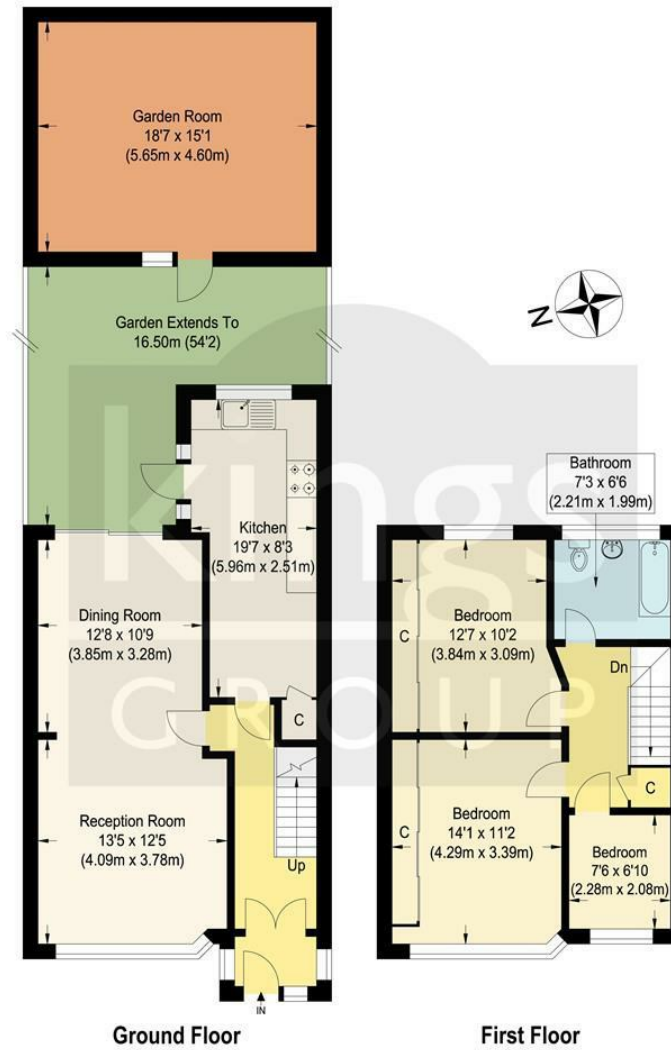 Garden Room
18'7 x 15'1
(5.65m x 4.60m)
Garden Extends To
16.50m (54'2)
N
Kitchen
19'7 x 8'3
(5.96m x 2.51m)
Dining Room
12'8 x 10'9
(3.85m x 3.28m)
C
Reception Room
13'5 x 12'5
(4.09m x 3.78m)
Up
IN
Ground Floor
Bathroom
7'3 x 6'6
(2.21m x 1.99m)
Bedroom
12'7 x 10'2
(3.84m x 3.09m)
C
Dn
C
Bedroom
14'1 x 11'2
(4.29m x 3.39m)
C
Bedroom
7'6 x 6'10
(2.28m x 2.08m)
First Floor
kings
GROUP